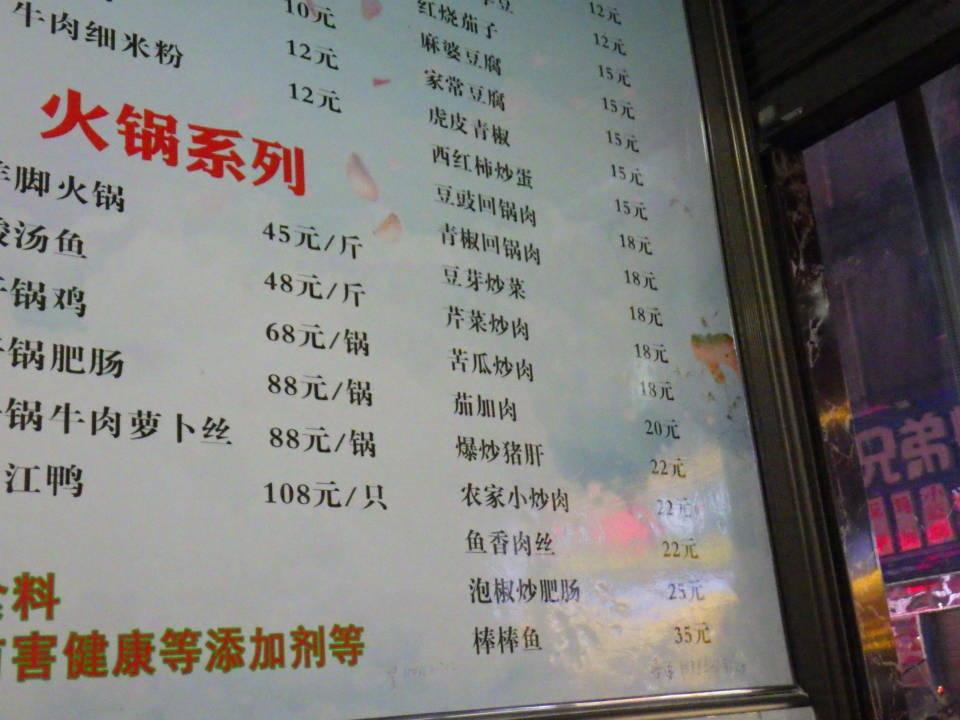 10元
牛肉细米粉
12元
12元
火锅系列
羊脚火锅
45元/斤
酸汤鱼
48元/斤
干锅鸡
68元/锅
干锅肥肠
88元/锅
干锅牛肉萝卜丝
88元/锅
江鸭
108元/只
料
害健康等添加剂等
豆
12元
红烧茄子
12元
麻婆豆腐
15元
家常豆腐
15元
虎皮青椒
15元
西红柿炒蛋
15元
豆豉回锅肉
15元
青椒回锅肉
18元
豆芽炒菜
18元
芹菜炒肉
18元
苦瓜炒肉
18元
茄加肉
18元
爆炒猪肝
20元
农家小炒肉
22元
鱼香肉丝
22元
泡椒炒肥肠
22元
棒棒鱼
25元
35元
兄弟